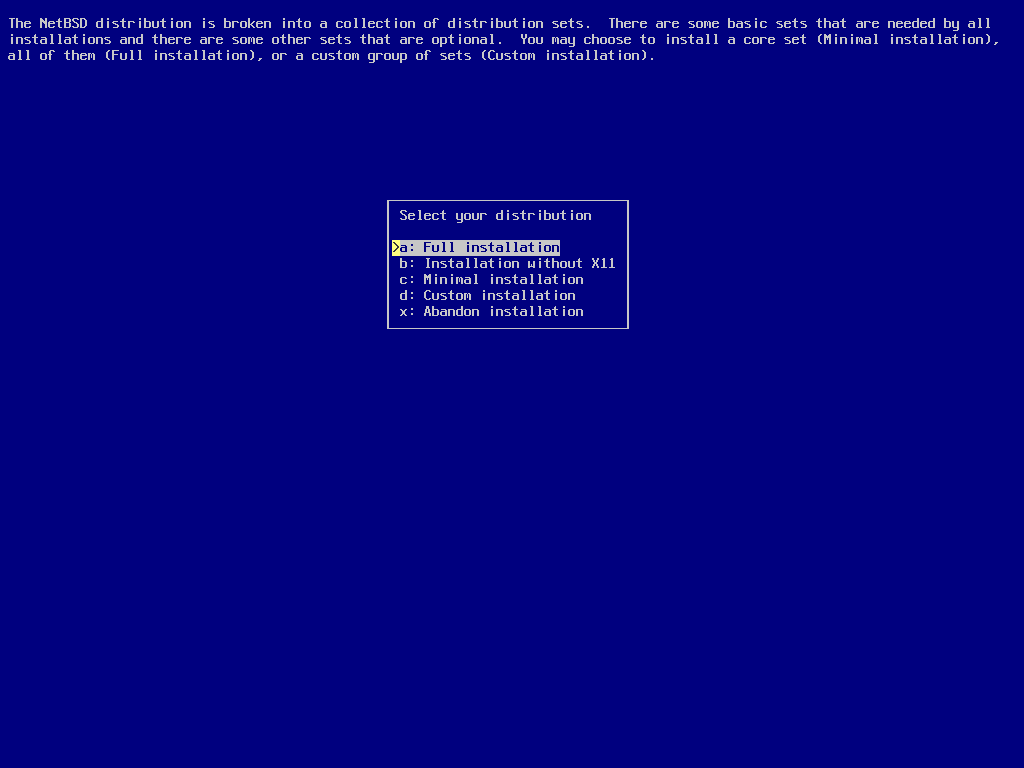 The NetBSD distribution is broken into a collection of distribution sets.  There are some basic sets that are needed by all
installations and there are some other sets that are optional.  You may choose to install a core set (Minimal installation),
all of them (Full installation), or a custom group of sets (Custom installation).
Select your distribution
>a: Full installation
b: Installation without X11
c: Minimal installation
d: Custom installation
x: Abandon installation